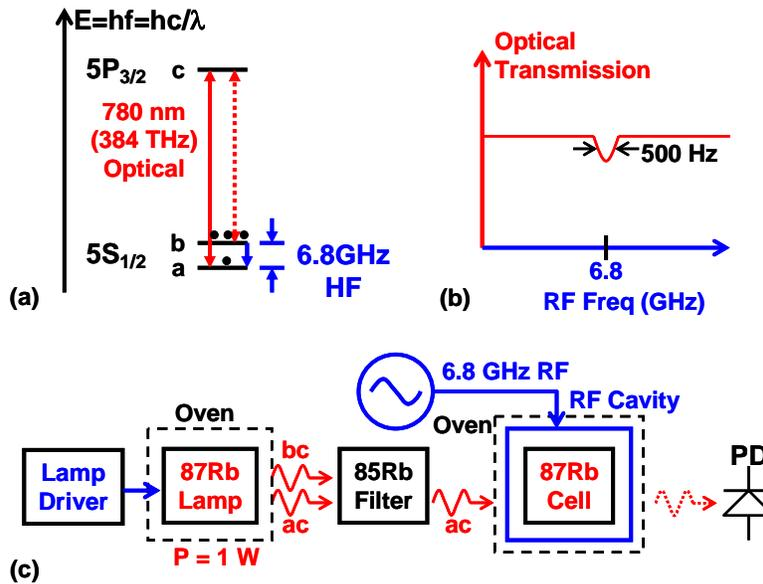 E=hf=hc/λ
5P3/2 c
780 nm
(384 THz)
Optical
b
5S1/2
a
6.8GHz
HF
(a)
Optical
Transmission
500 Hz
6.8
RF Freq (GHz)
(b)
6.8 GHz RF
RF Cavity
Oven
Oven
Lamp
Driver
87Rb
Lamp
bc
ac
85Rb
Filter
ac
87Rb
Cell
PD
P = 1 W
(c)